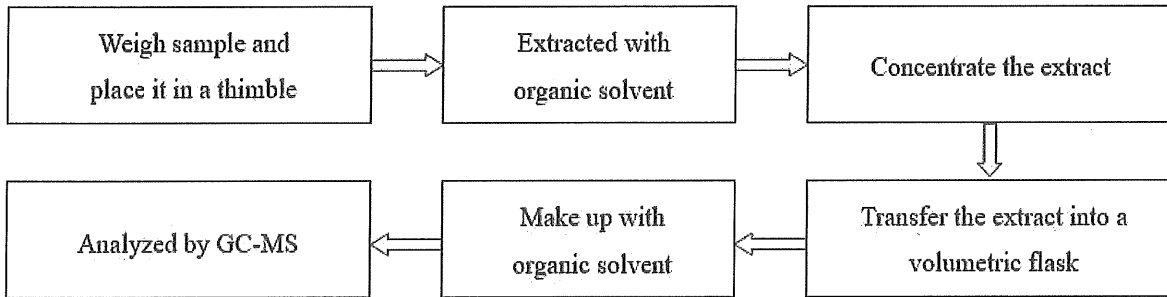 Weigh sample and
place it in a thimble
Extracted with
organic solvent
Concentrate the extract
Transfer the extract into a
volumetric flask
Make up with
organic solvent
Analyzed by GC-MS